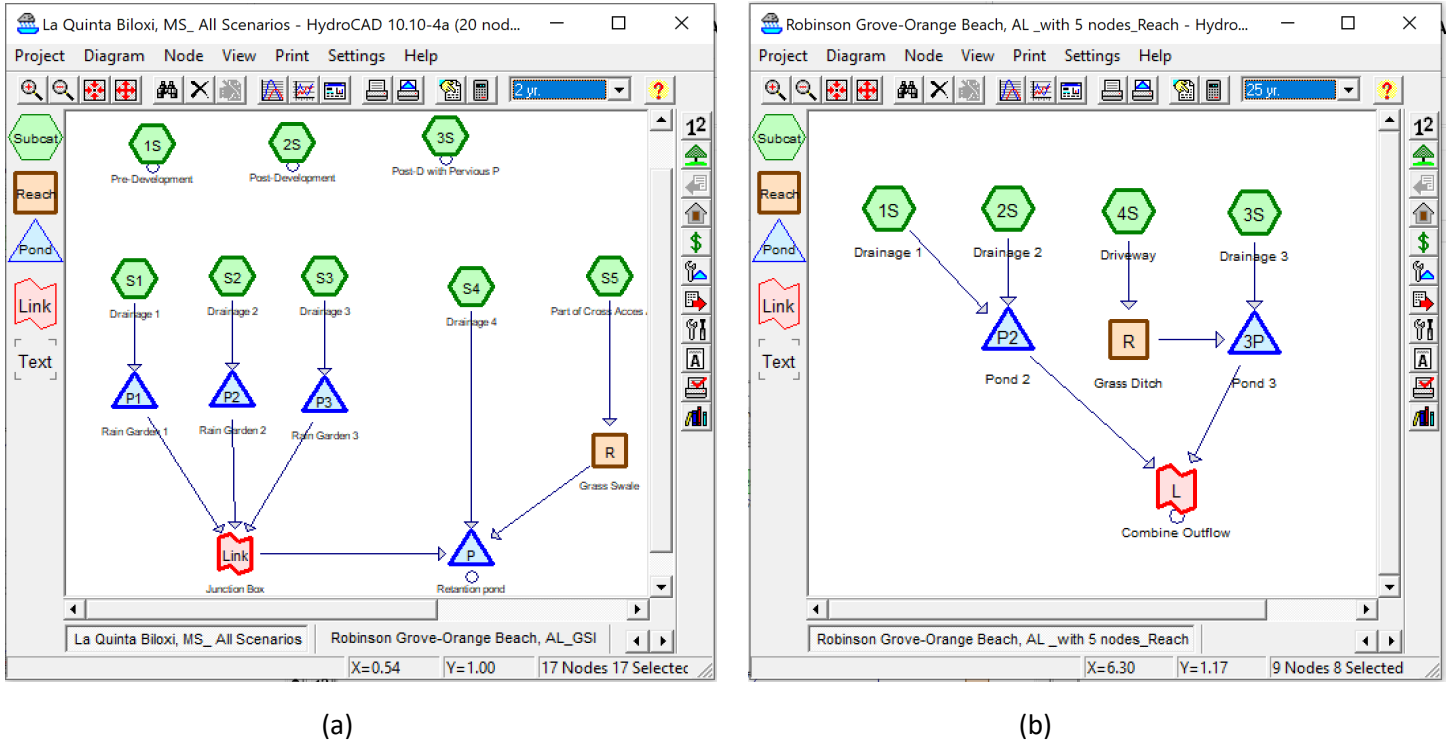 La Quinta Biloxi, MS_ All Scenarios - HydroCAD 10.10-4a (20 nod...
Project Diagram Node View Print Settings Help
2 yr.
?
Subcat
Reach
Pond
Link
Text
12
$
A
1S
Pre-Development
2S
Post-Development
3S
Post-D with Pervious P
S1
Drainage 1
S2
Drainage 2
S3
Drainage 3
S4
Drainage 4
S5
Part of Cross Acces
P1
Rain Garden 1
P2
Rain Garden 2
P3
Rain Garden 3
R
Grass Swale
Link
Junction Box
P
Retantion pond
La Quinta Biloxi, MS_ All Scenarios Robinson Grove-Orange Beach, AL_GSI
X=0.54 Y=1.00 17 Nodes 17 Selectec
(a)
Robinson Grove-Orange Beach, AL _with 5 nodes_Reach - Hydro...
Project Diagram Node View Print Settings Help
25 yr.
?
Subcat
Reach
Pond
Link
Text
12
$
A
1S
Drainage 1
2S
Drainage 2
4S
Driveway
3S
Drainage 3
P2
Pond 2
R
Grass Ditch
3P
Pond 3
L
Combine Outflow
Robinson Grove-Orange Beach, AL _with 5 nodes_Reach
X=6.30 Y=1.17 9 Nodes 8 Selected
(b)